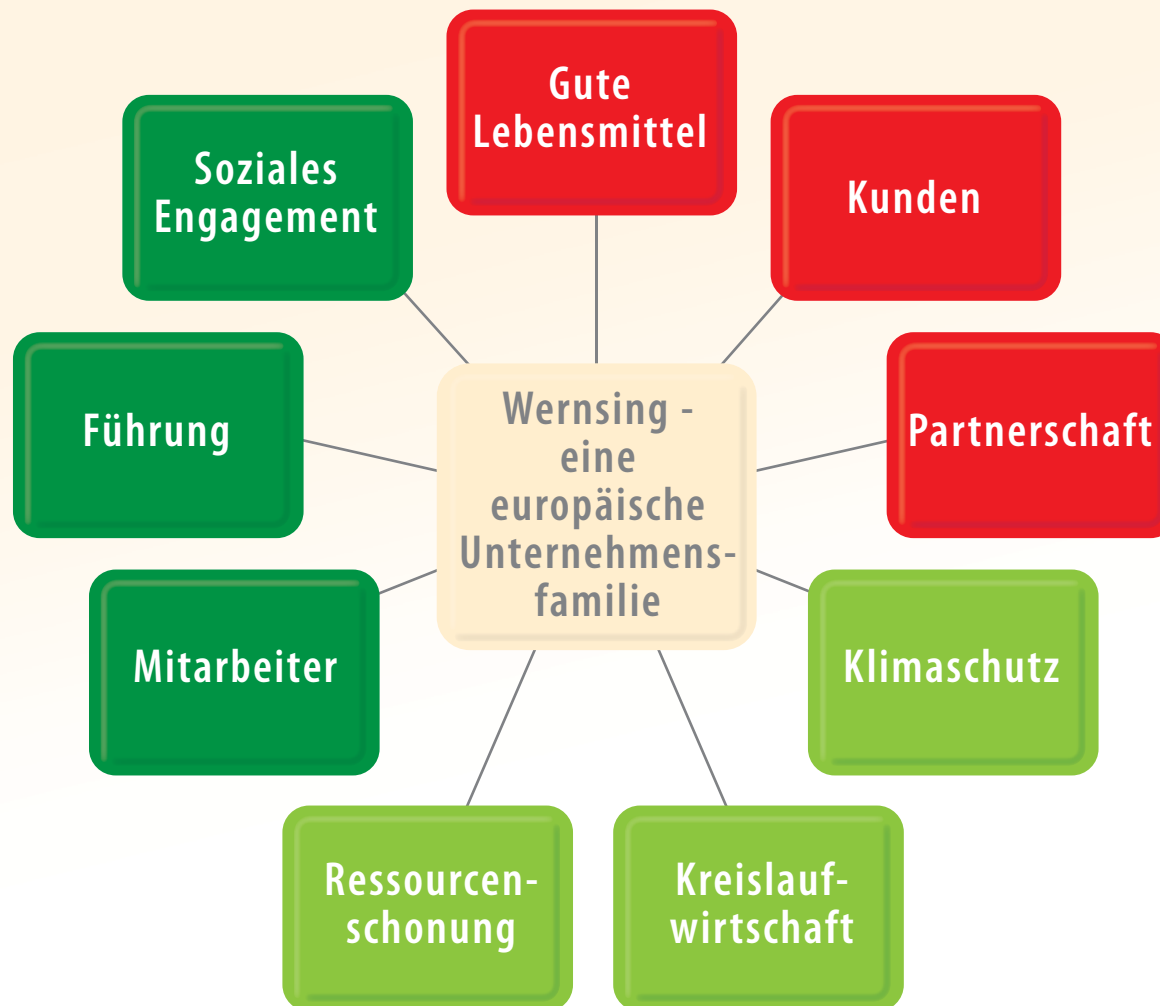 Gute
Lebensmittel
Soziales
Engagement
Kunden
Führung
Wernsing -
eine
europäische
Unternehmens-
familie
Partnerschaft
Mitarbeiter
Klimaschutz
Ressourcen-
schonung
Kreislauf-
wirtschaft